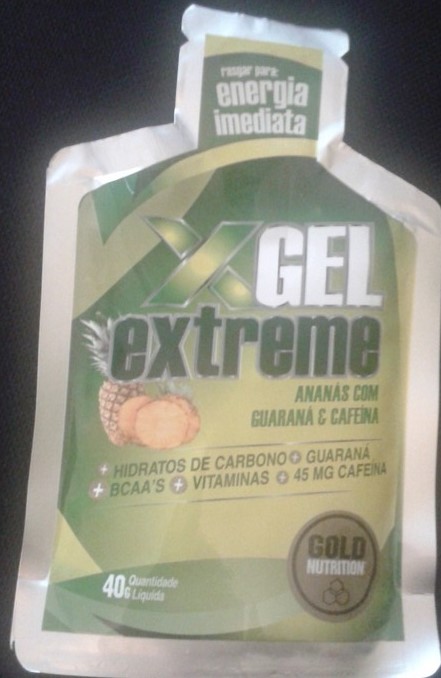 rasgar para:
energia
imediata
XGEL
extreme
ANANÁS COM
GUARANÁ & CAFEÍNA
+ HIDRATOS DE CARBONO + GUARANÁ
+ BCAA'S + VITAMINAS + 45 MG CAFEÍNA
GOLD
NUTRITION
40G Quantidade
Líquida